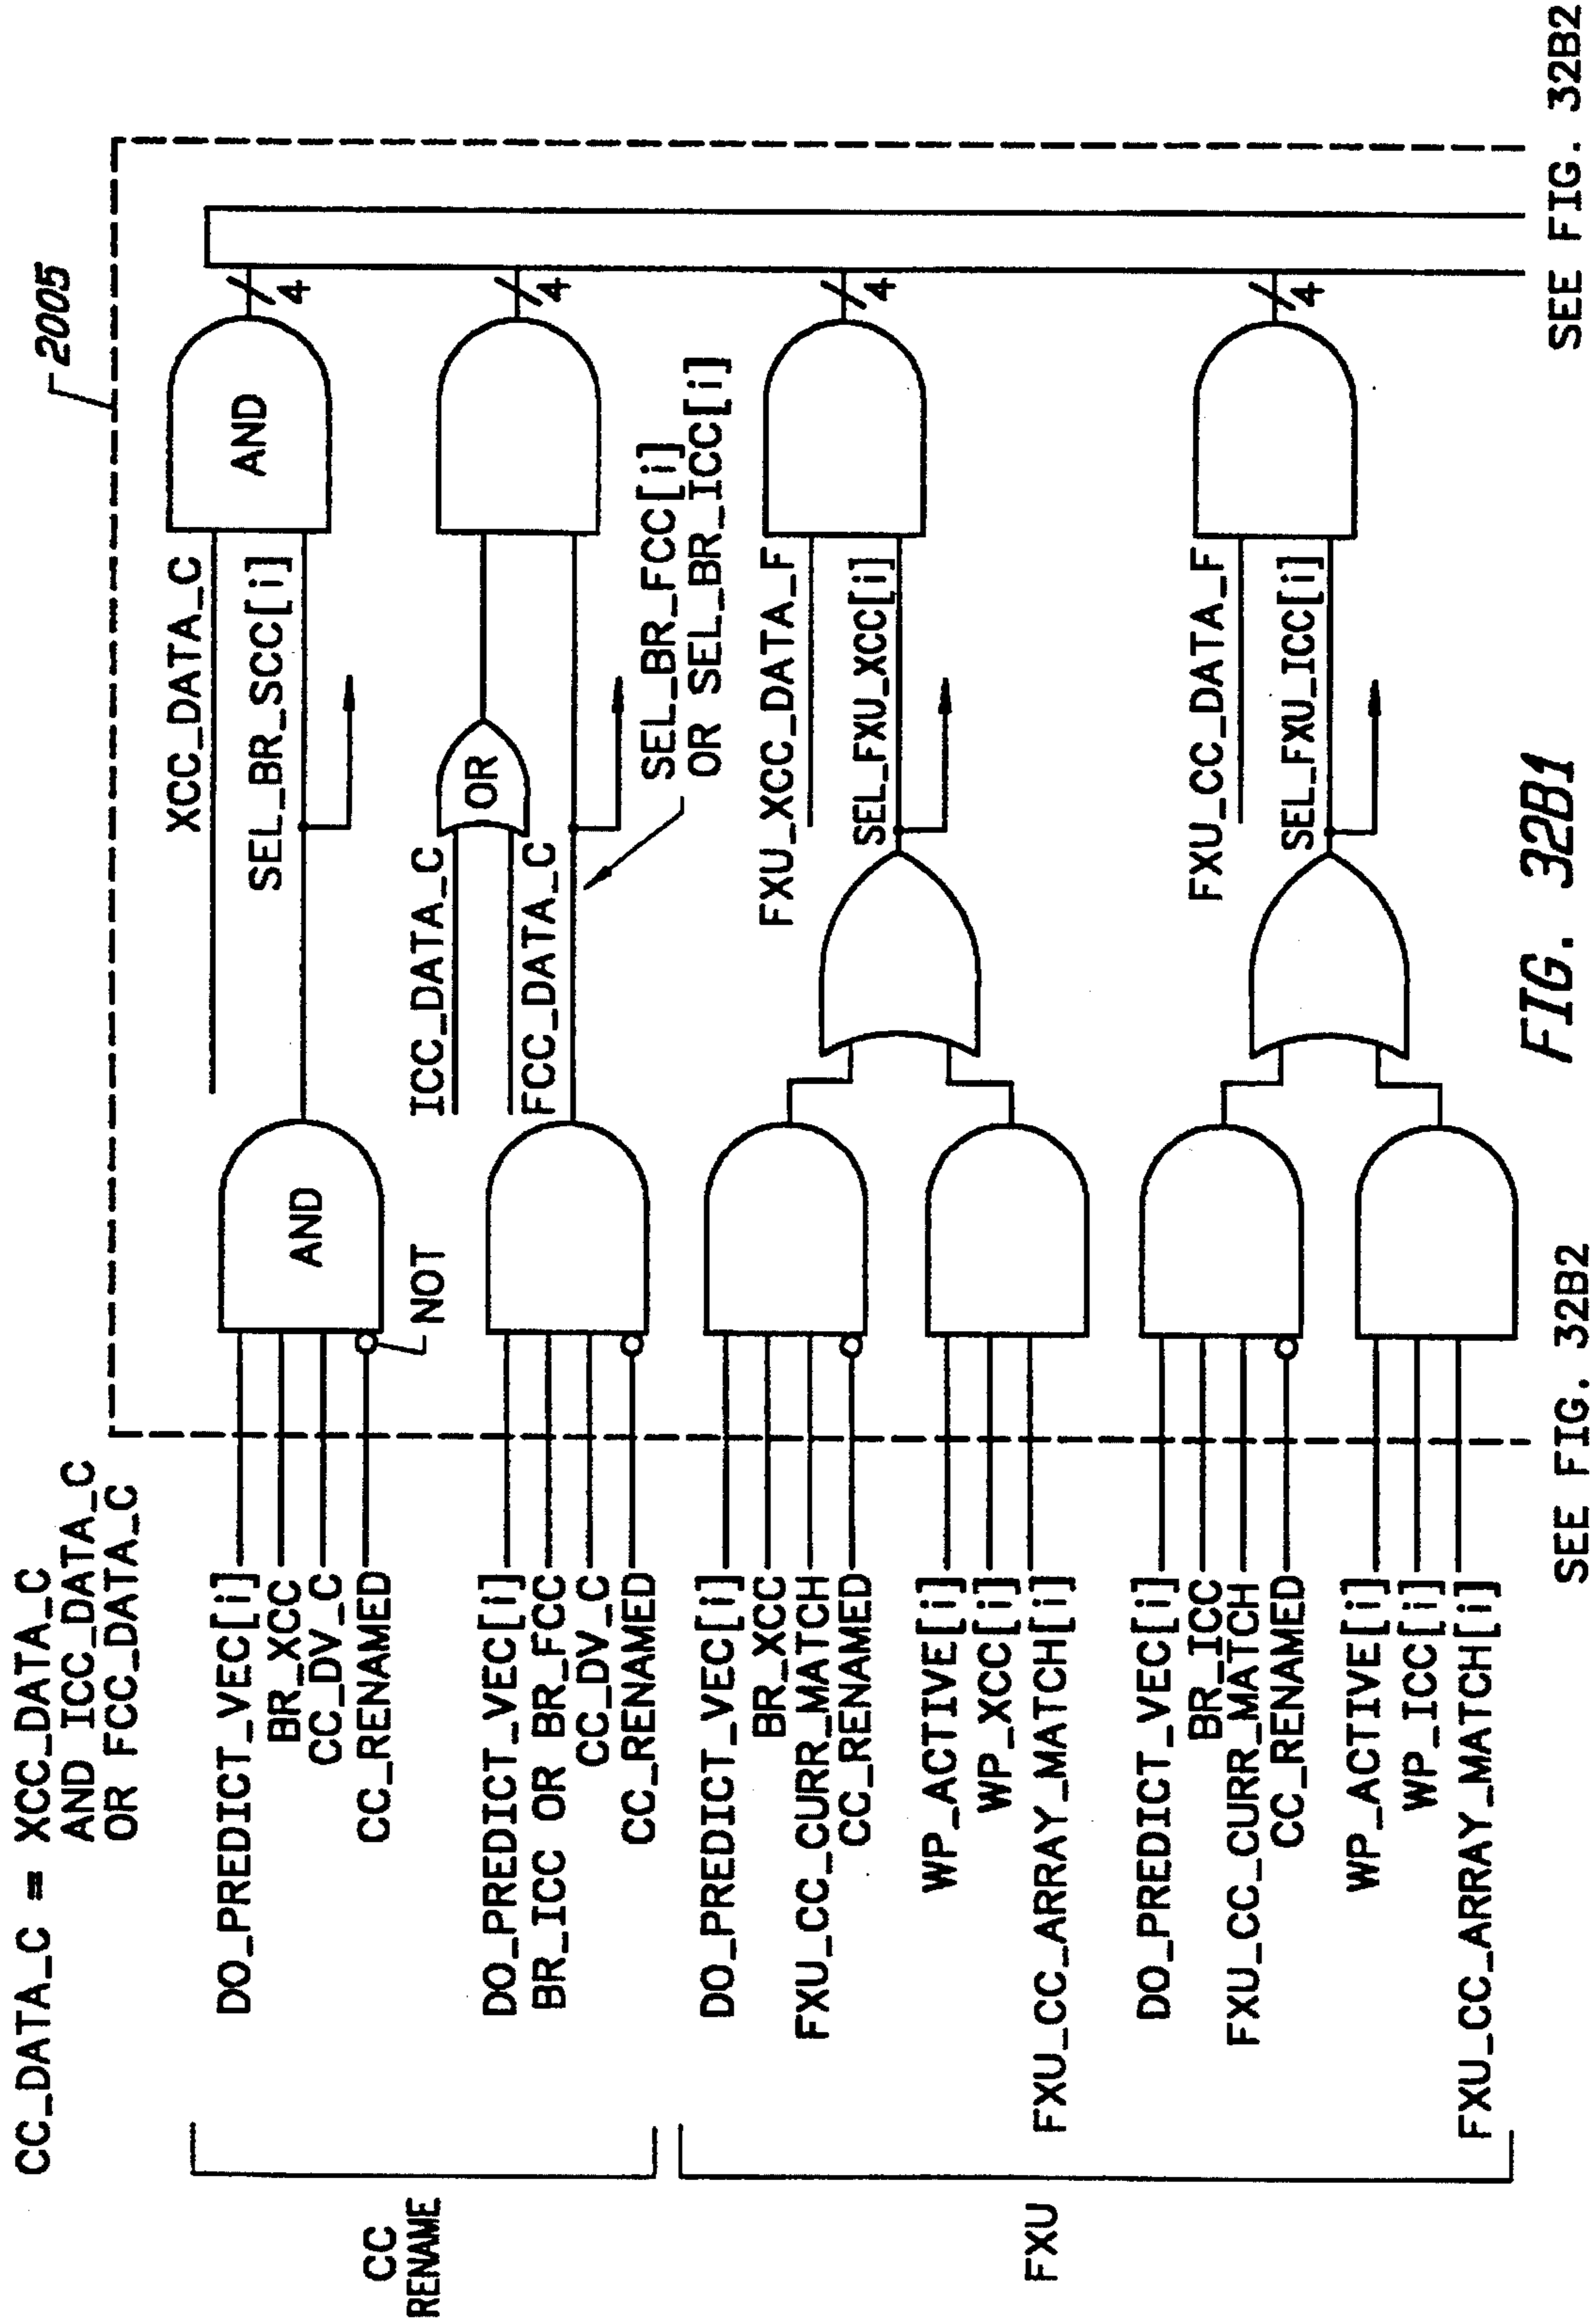 CC_DATA_C = XCC_DATA_C
AND ICC_DATA_C
OR FCC_DATA_C
2005
CC
RENAME
DO_PREDICT_VEC[i]
BR_XCC
CC_DV_C
CC_RENAMED
AND
NOT
XCC_DATA_C
SEL_BR_SCC[i]
AND
4
DO_PREDICT_VEC[i]
BR_ICC OR BR_FCC
CC_DV_C
CC_RENAMED
ICC_DATA_C
FCC_DATA_C
OR
SEL_BR_FCC[i]
OR SEL_BR_ICC[i]
4
FXU
DO_PREDICT_VEC[i]
BR_XCC
FXU_CC_CURR_MATCH
CC_RENAMED
WP_ACTIVE[i]
WP_XCC[i]
FXU_CC_ARRAY_MATCH[i]
FXU_XCC_DATA_F
SEL_FXU_XCC[i]
4
DO_PREDICT_VEC[i]
BR_ICC
FXU_CC_CURR_MATCH
CC_RENAMED
WP_ACTIVE[i]
WP_ICC[i]
FXU_CC_ARRAY_MATCH[i]
FXU_CC_DATA_F
SEL_FXU_ICC[i]
4
SEE FIG. 32B2
FIG. 32B1
SEE FIG. 32B2